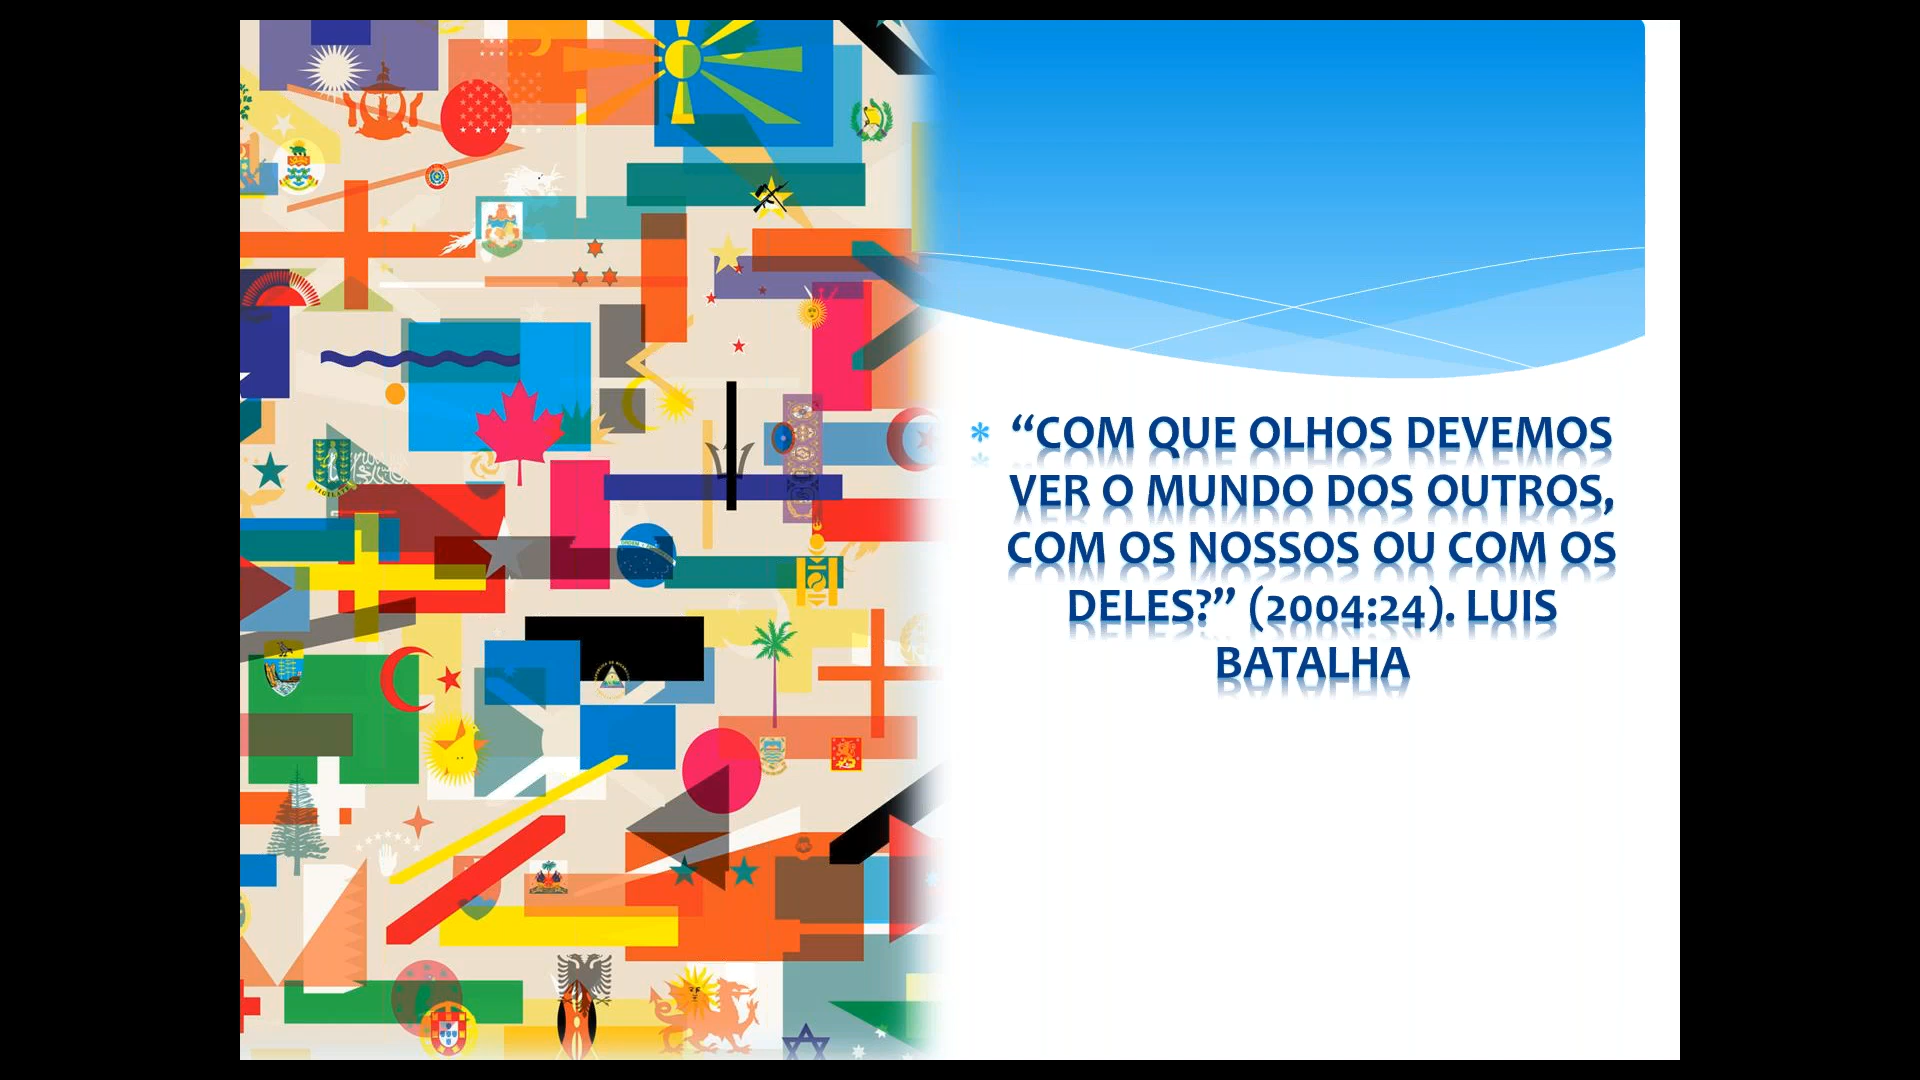 * “COM QUE OLHOS DEVEMOS
VER O MUNDO DOS OUTROS,
COM OS NOSSOS OU COM OS
DELES?” (2004:24). LUIS
BATALHA